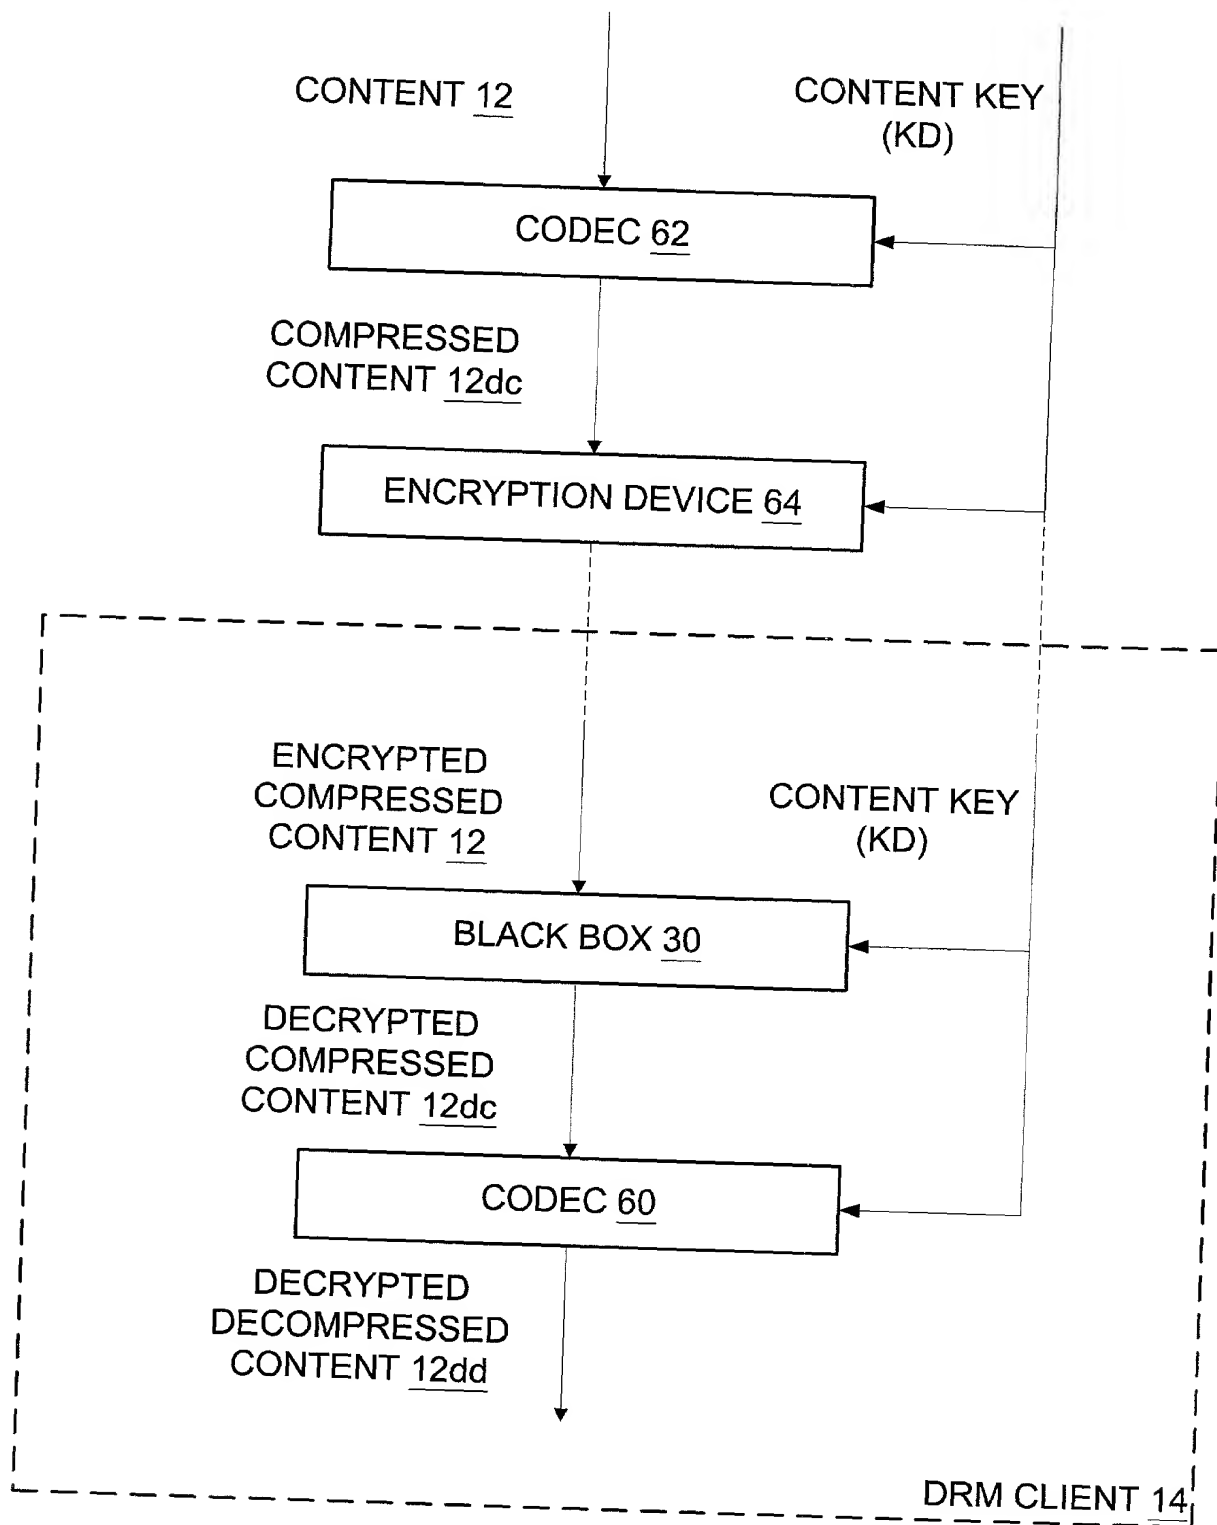 CONTENT 12
CONTENT KEY
(KD)
CODEC 62
COMPRESSED
CONTENT 12dc
ENCRYPTION DEVICE 64
ENCRYPTED
COMPRESSED
CONTENT 12
CONTENT KEY
(KD)
BLACK BOX 30
DECRYPTED
COMPRESSED
CONTENT 12dc
CODEC 60
DECRYPTED
DECOMPRESSED
CONTENT 12dd
DRM CLIENT 14